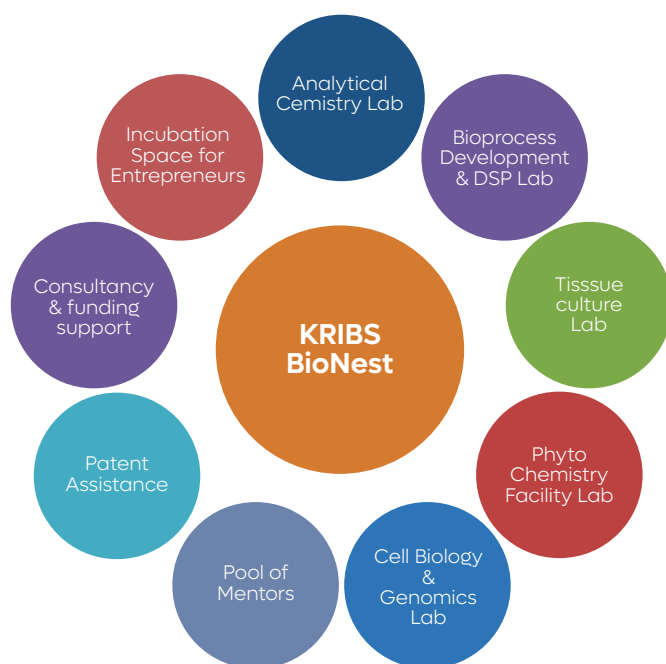 Analytical
Cemistry Lab
Bioprocess
Development
& DSP Lab
Tisssue
culture
Lab
Phyto
Chemistry
Facility Lab
Cell Biology
&
Genomics
Lab
Pool of
Mentors
Patent
Assistance
Consultancy
& funding
support
Incubation
Space for
Entrepreneurs
KRIBS
BioNest